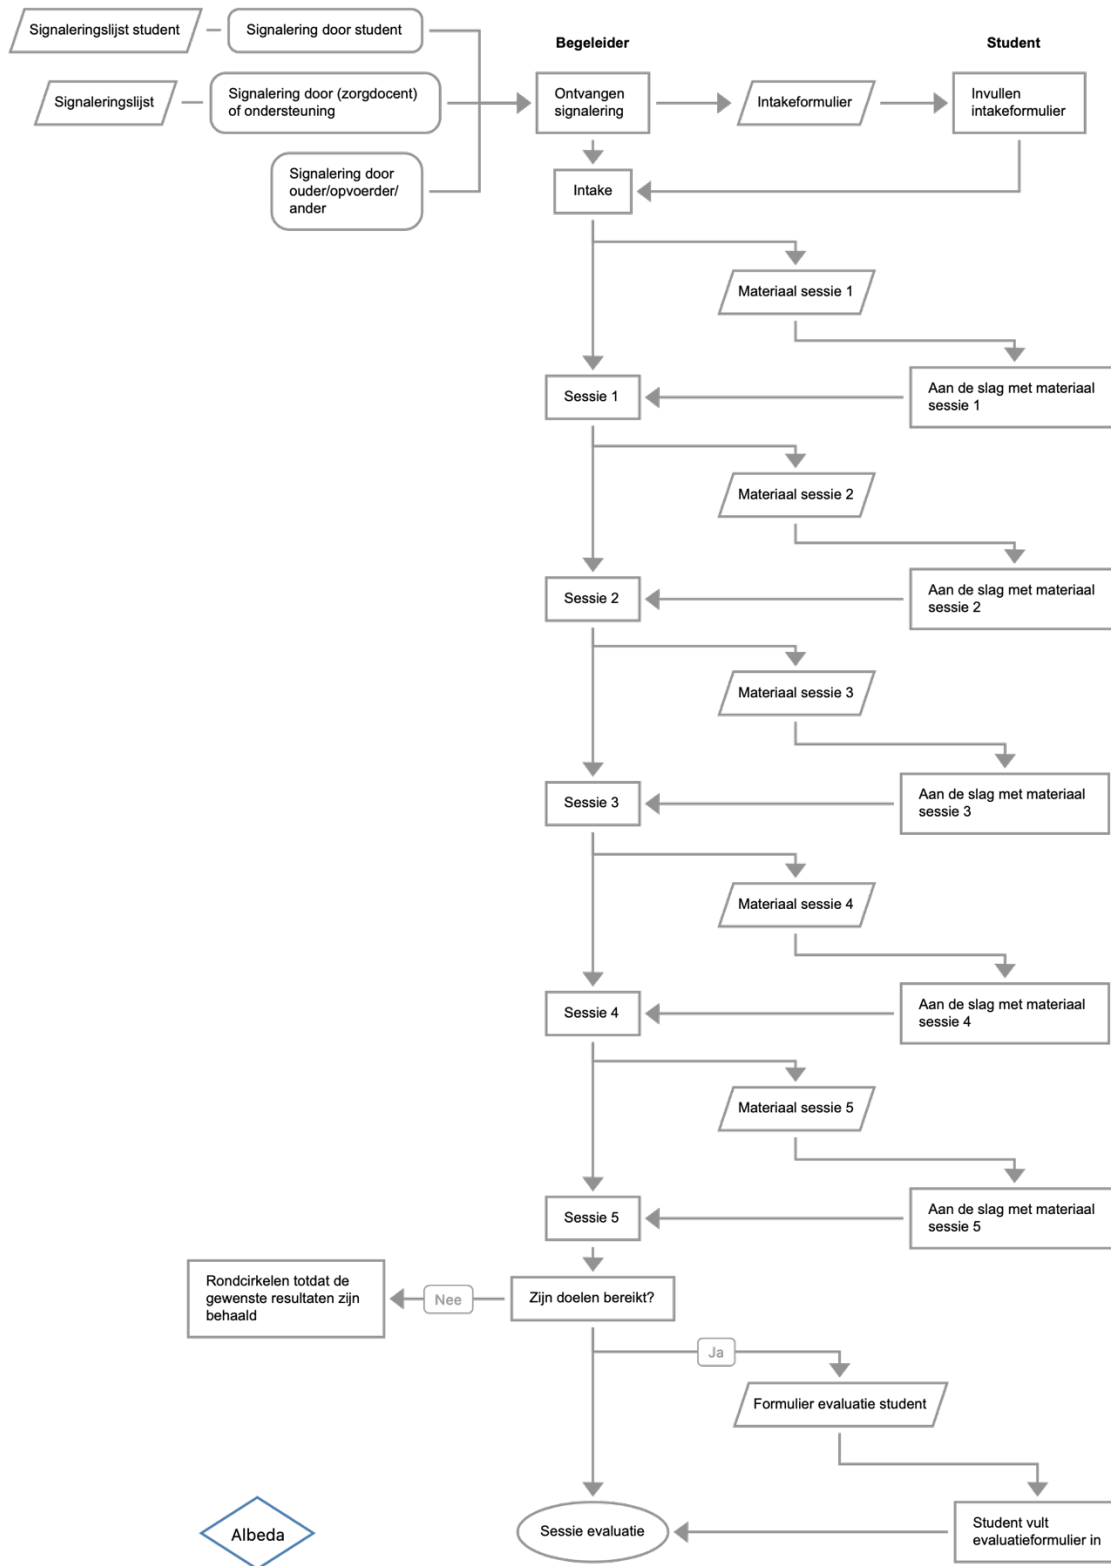 Signaleringslijst student
Signalering door student
Begeleider
Student
Signaleringslijst
Signalering door (zorgdocent)
of ondersteuning
Ontvangen
signalering
Intakeformulier
Invullen
intakeformulier
Signalering door
ouder/opvoerder/
ander
Intake
Materiaal sessie 1
Sessie 1
Aan de slag met materiaal
sessie 1
Materiaal sessie 2
Sessie 2
Aan de slag met materiaal
sessie 2
Materiaal sessie 3
Sessie 3
Aan de slag met materiaal
sessie 3
Materiaal sessie 4
Sessie 4
Aan de slag met materiaal
sessie 4
Materiaal sessie 5
Sessie 5
Aan de slag met materiaal
sessie 5
Rondcirkelen totdat de
gewenste resultaten zijn
behaald
Nee
Zijn doelen bereikt?
Ja
Formulier evaluatie student
Albeda
Sessie evaluatie
Student vult
evaluatieformulier in